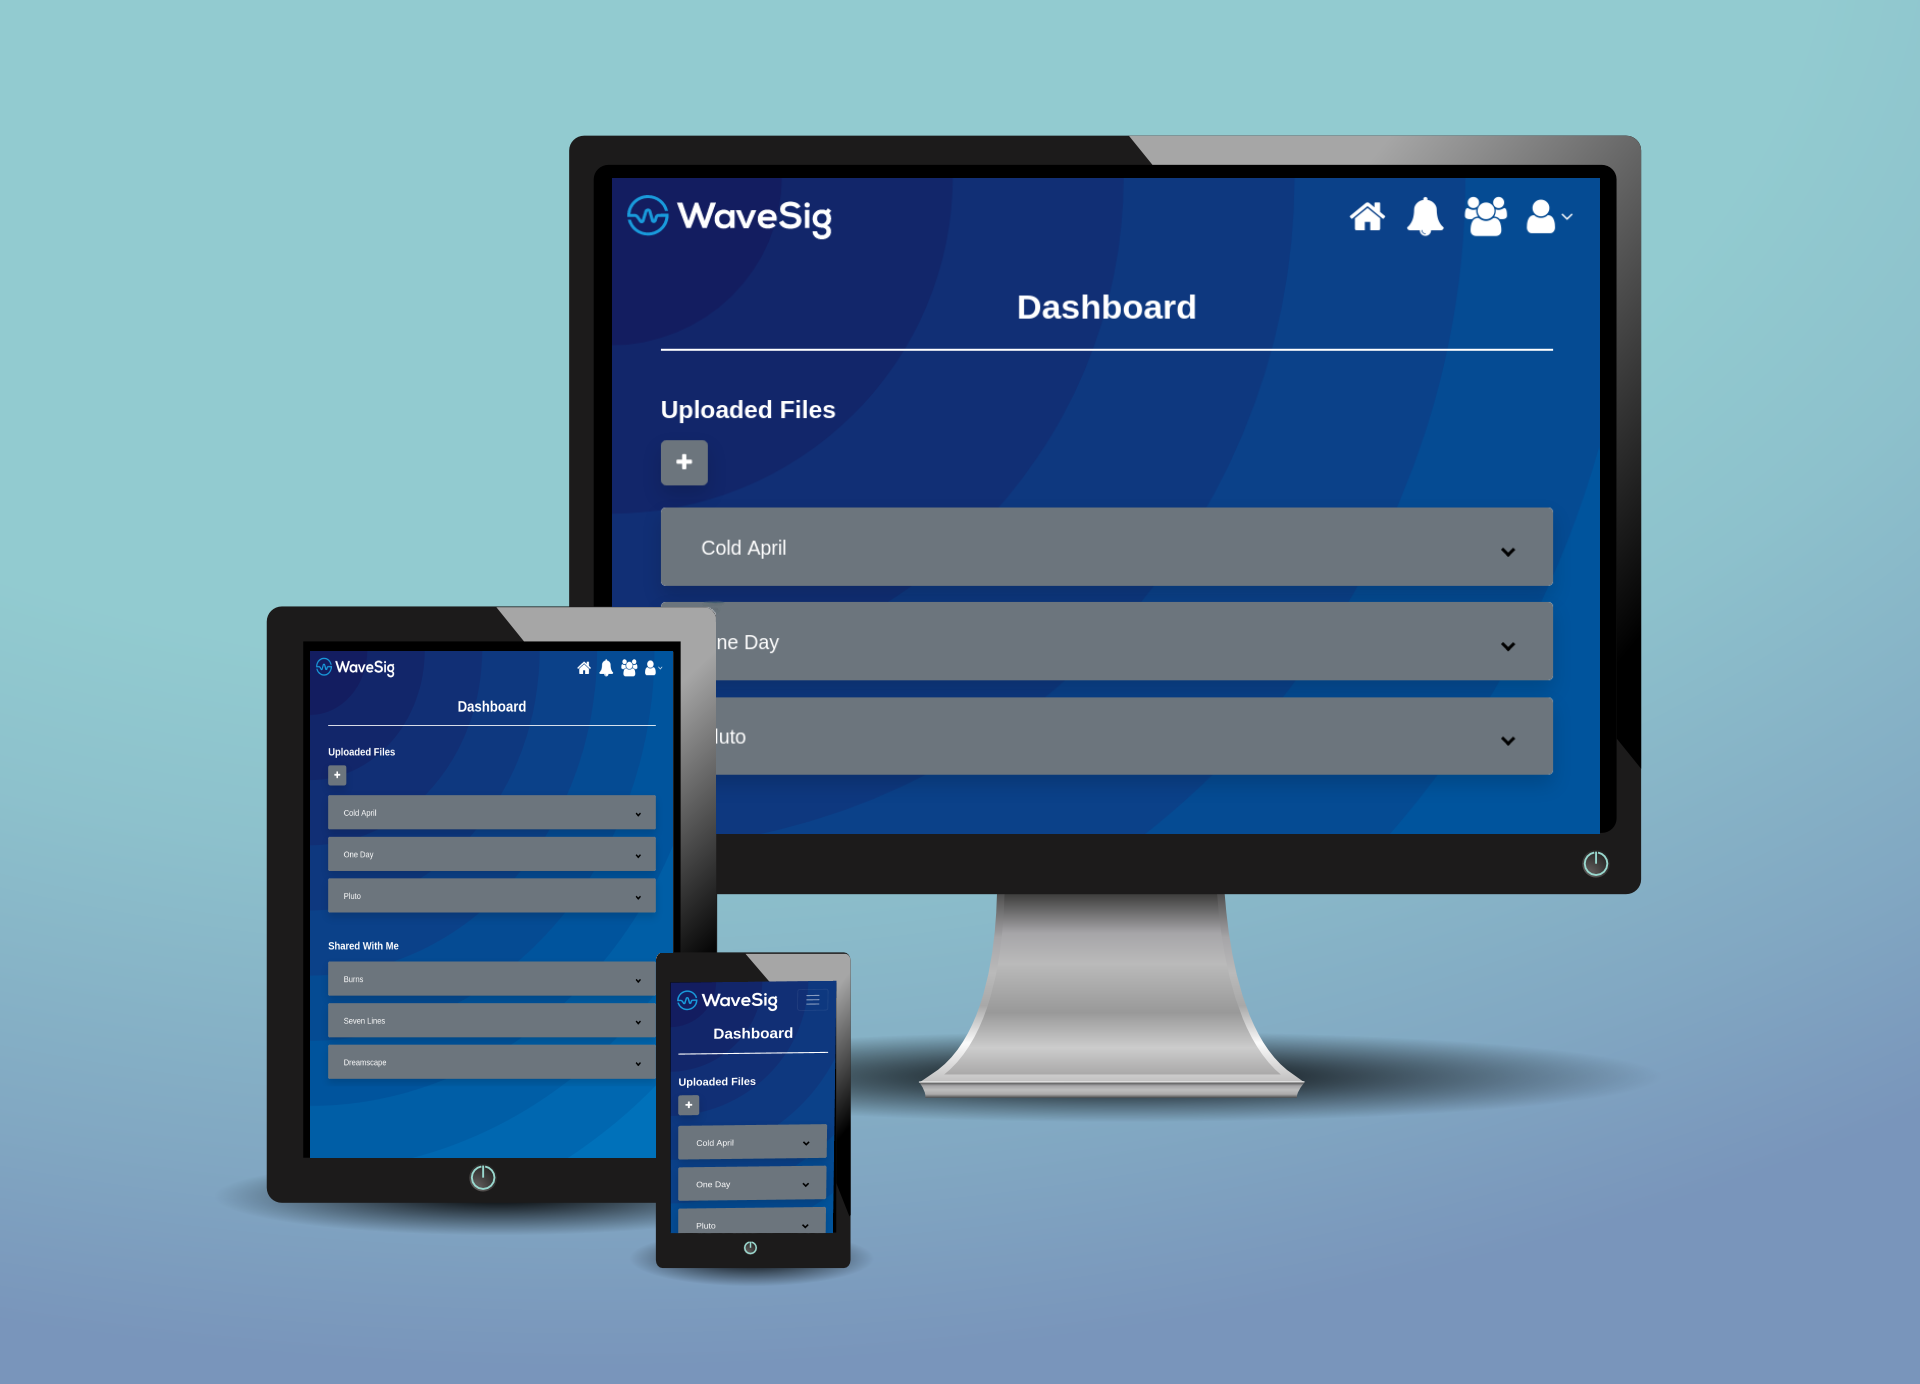 WaveSig
Dashboard
Uploaded Files
Cold April
ne Day
luto
WaveSig
Dashboard
Uploaded Files
Cold April
One Day
Pluto
Shared With Me
Burns
Seven Lines
Dreamscape
WaveSig
Dashboard
Uploaded Files
Cold April
One Day
Pluto